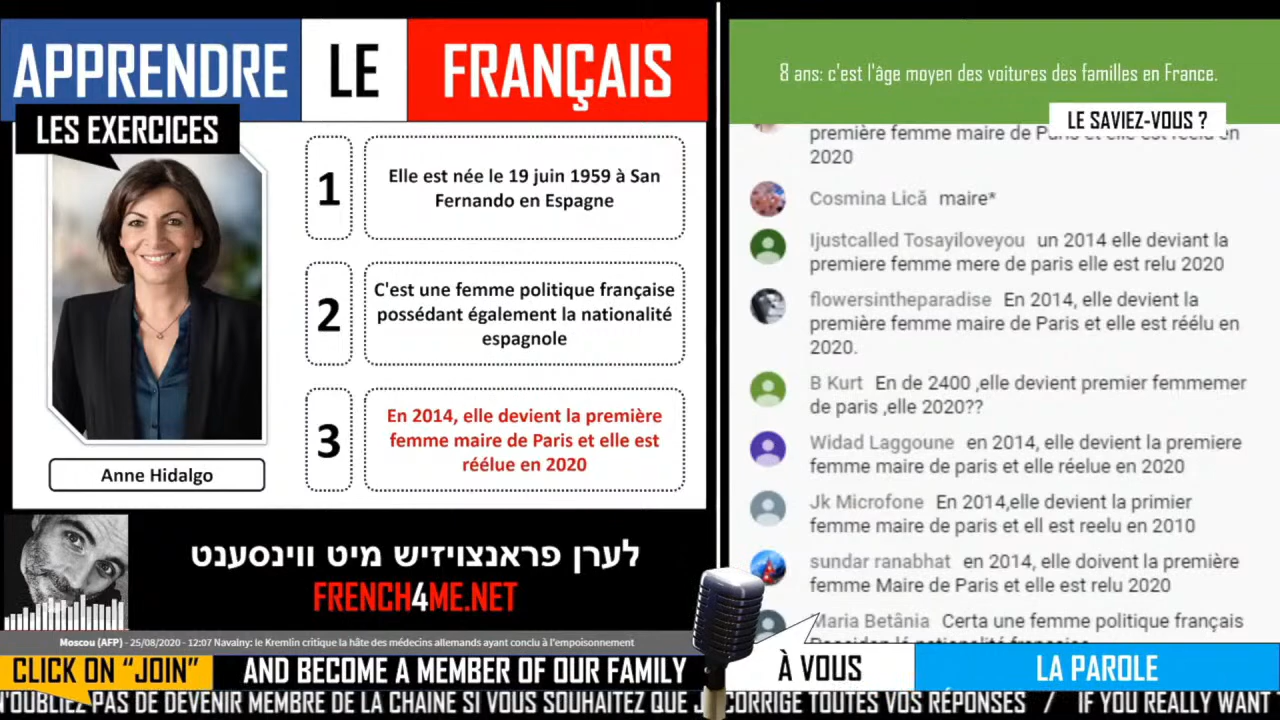 APPRENDRE LE FRANÇAIS
LES EXERCICES
1
Elle est née le 19 juin 1959 à San
Fernando en Espagne
2
C'est une femme politique française
possédant également la nationalité
espagnole
3
En 2014, elle devient la première
femme maire de Paris et elle est
réélue en 2020
Anne Hidalgo
לערן פראנצויזיש מיט ווינסענט
FRENCH4ME.NET
Moscou (AFP) - 25/08/2020 - 12:07 Navalny: le Kremlin critique la hâte des médecins allemands ayant conclu à l'empoisonnement
CLICK ON “JOIN” AND BECOME A MEMBER OF OUR FAMILY
8 ans: c'est l'âge moyen des voitures des familles en France.
LE SAVIEZ-VOUS ?
première femme maire de Paris et elle est réélu en
2020
Cosmina Lică maire*
Ijustcalled Tosayiloveyou un 2014 elle deviant la
premiere femme mere de paris elle est relu 2020
flowersintheparadise En 2014, elle devient la
première femme maire de Paris et elle est réélu en
2020.
B Kurt En de 2400 ,elle devient premier femmemer
de paris ,elle 2020??
Widad Laggoune en 2014, elle devient la premiere
femme maire de paris et elle réelue en 2020
Jk Microfone En 2014,elle devient la primier
femme maire de paris et ell est reelu en 2010
sundar ranabhat en 2014, elle doivent la première
femme Maire de Paris et elle est relu 2020
Maria Betânia Certa une femme politique français
À VOUS LA PAROLE
N'OUBLIEZ PAS DE DEVENIR MEMBRE DE LA CHAINE SI VOUS SOUHAITEZ QUE J CORRIGE TOUTES VOS RÉPONSES / IF YOU REALLY WANT